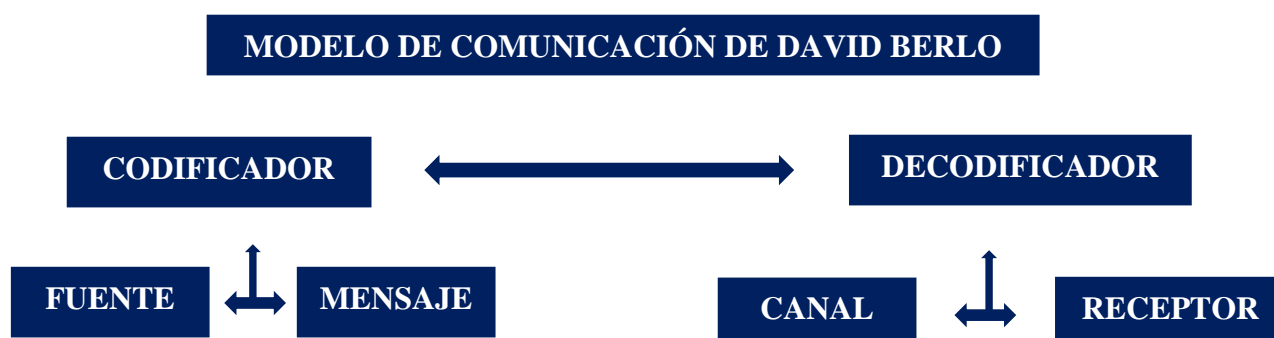 MODELO DE COMUNICACIÓN DE DAVID BERLO
CODIFICADOR
DECODIFICADOR
FUENTE
MENSAJE
CANAL
RECEPTOR